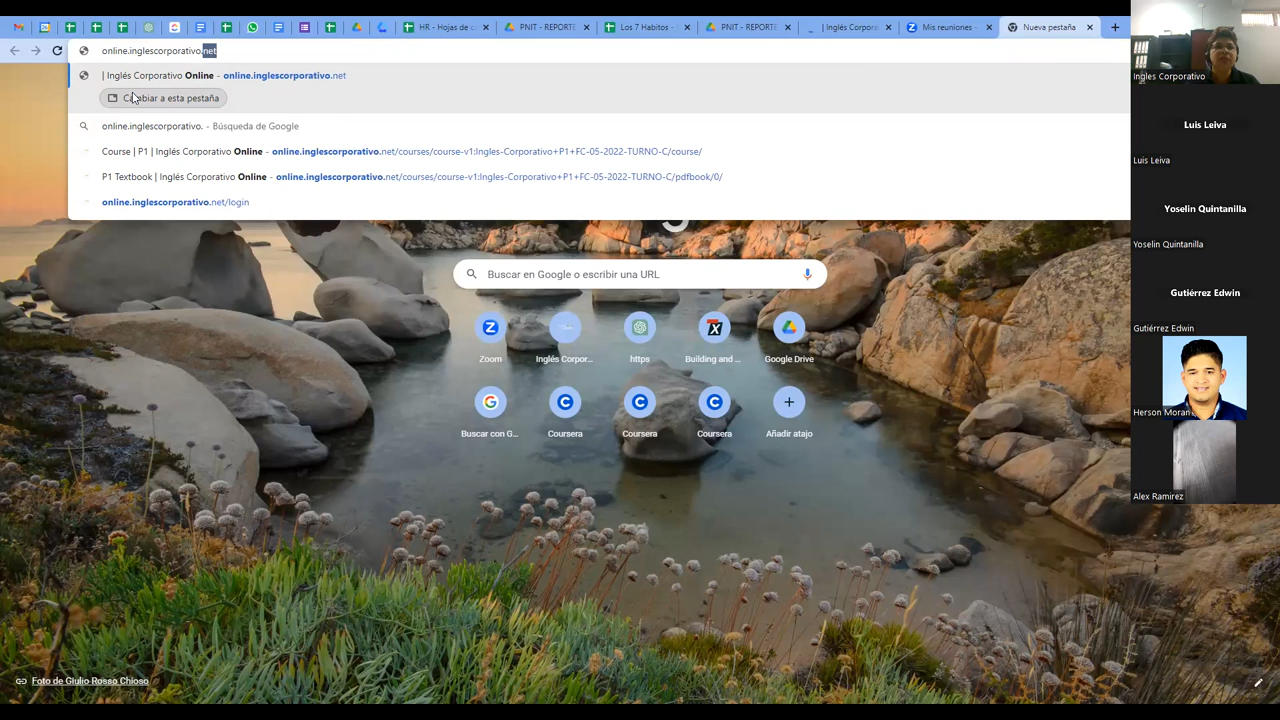 HR - Hojas de c
PNIT - REPORTE
Los 7 Habitos -
PNIT - REPORTE
| Inglés Corpora
Mis reuniones -
Nueva pestaña
online.inglescorporativo.net
| Inglés Corporativo Online - online.inglescorporativo.net
Cambiar a esta pestaña
online.inglescorporativo. - Búsqueda de Google
Course | P1 | Inglés Corporativo Online - online.inglescorporativo.net/courses/course-v1:Ingles-Corporativo+P1+FC-05-2022-TURNO-C/course/
P1 Textbook | Inglés Corporativo Online - online.inglescorporativo.net/courses/course-v1:Ingles-Corporativo+P1+FC-05-2022-TURNO-C/pdfbook/0/
online.inglescorporativo.net/login
Buscar en Google o escribir una URL
Zoom
Inglés Corpor...
https
Building and ...
Google Drive
Buscar con G...
Coursera
Coursera
Coursera
Añadir atajo
Foto de Giulio Rosso Chioso
Ingles Corporativo
Luis Leiva
Luis Leiva
Yoselin Quintanilla
Yoselin Quintanilla
Gutiérrez Edwin
Gutiérrez Edwin
Herson Moran
Alex Ramirez